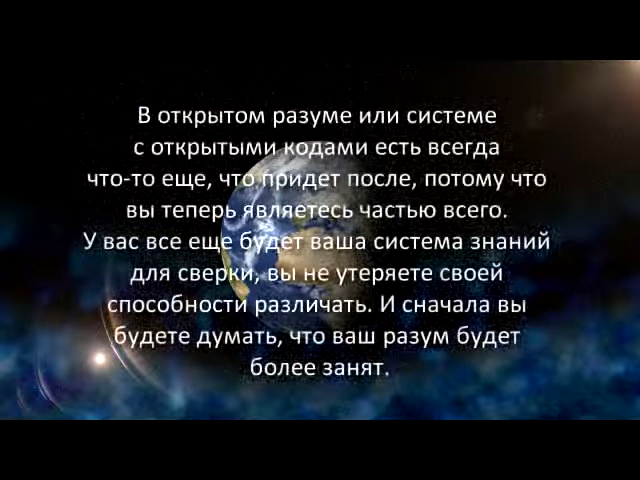 В открытом разуме или системе
с открытыми кодами есть всегда
что-то еще, что придет после, потому что
вы теперь являетесь частью всего.
У вас все еще будет ваша система знаний
для сверки, вы не утеряете своей
способности различать. И сначала вы
будете думать, что ваш разум будет
более занят.